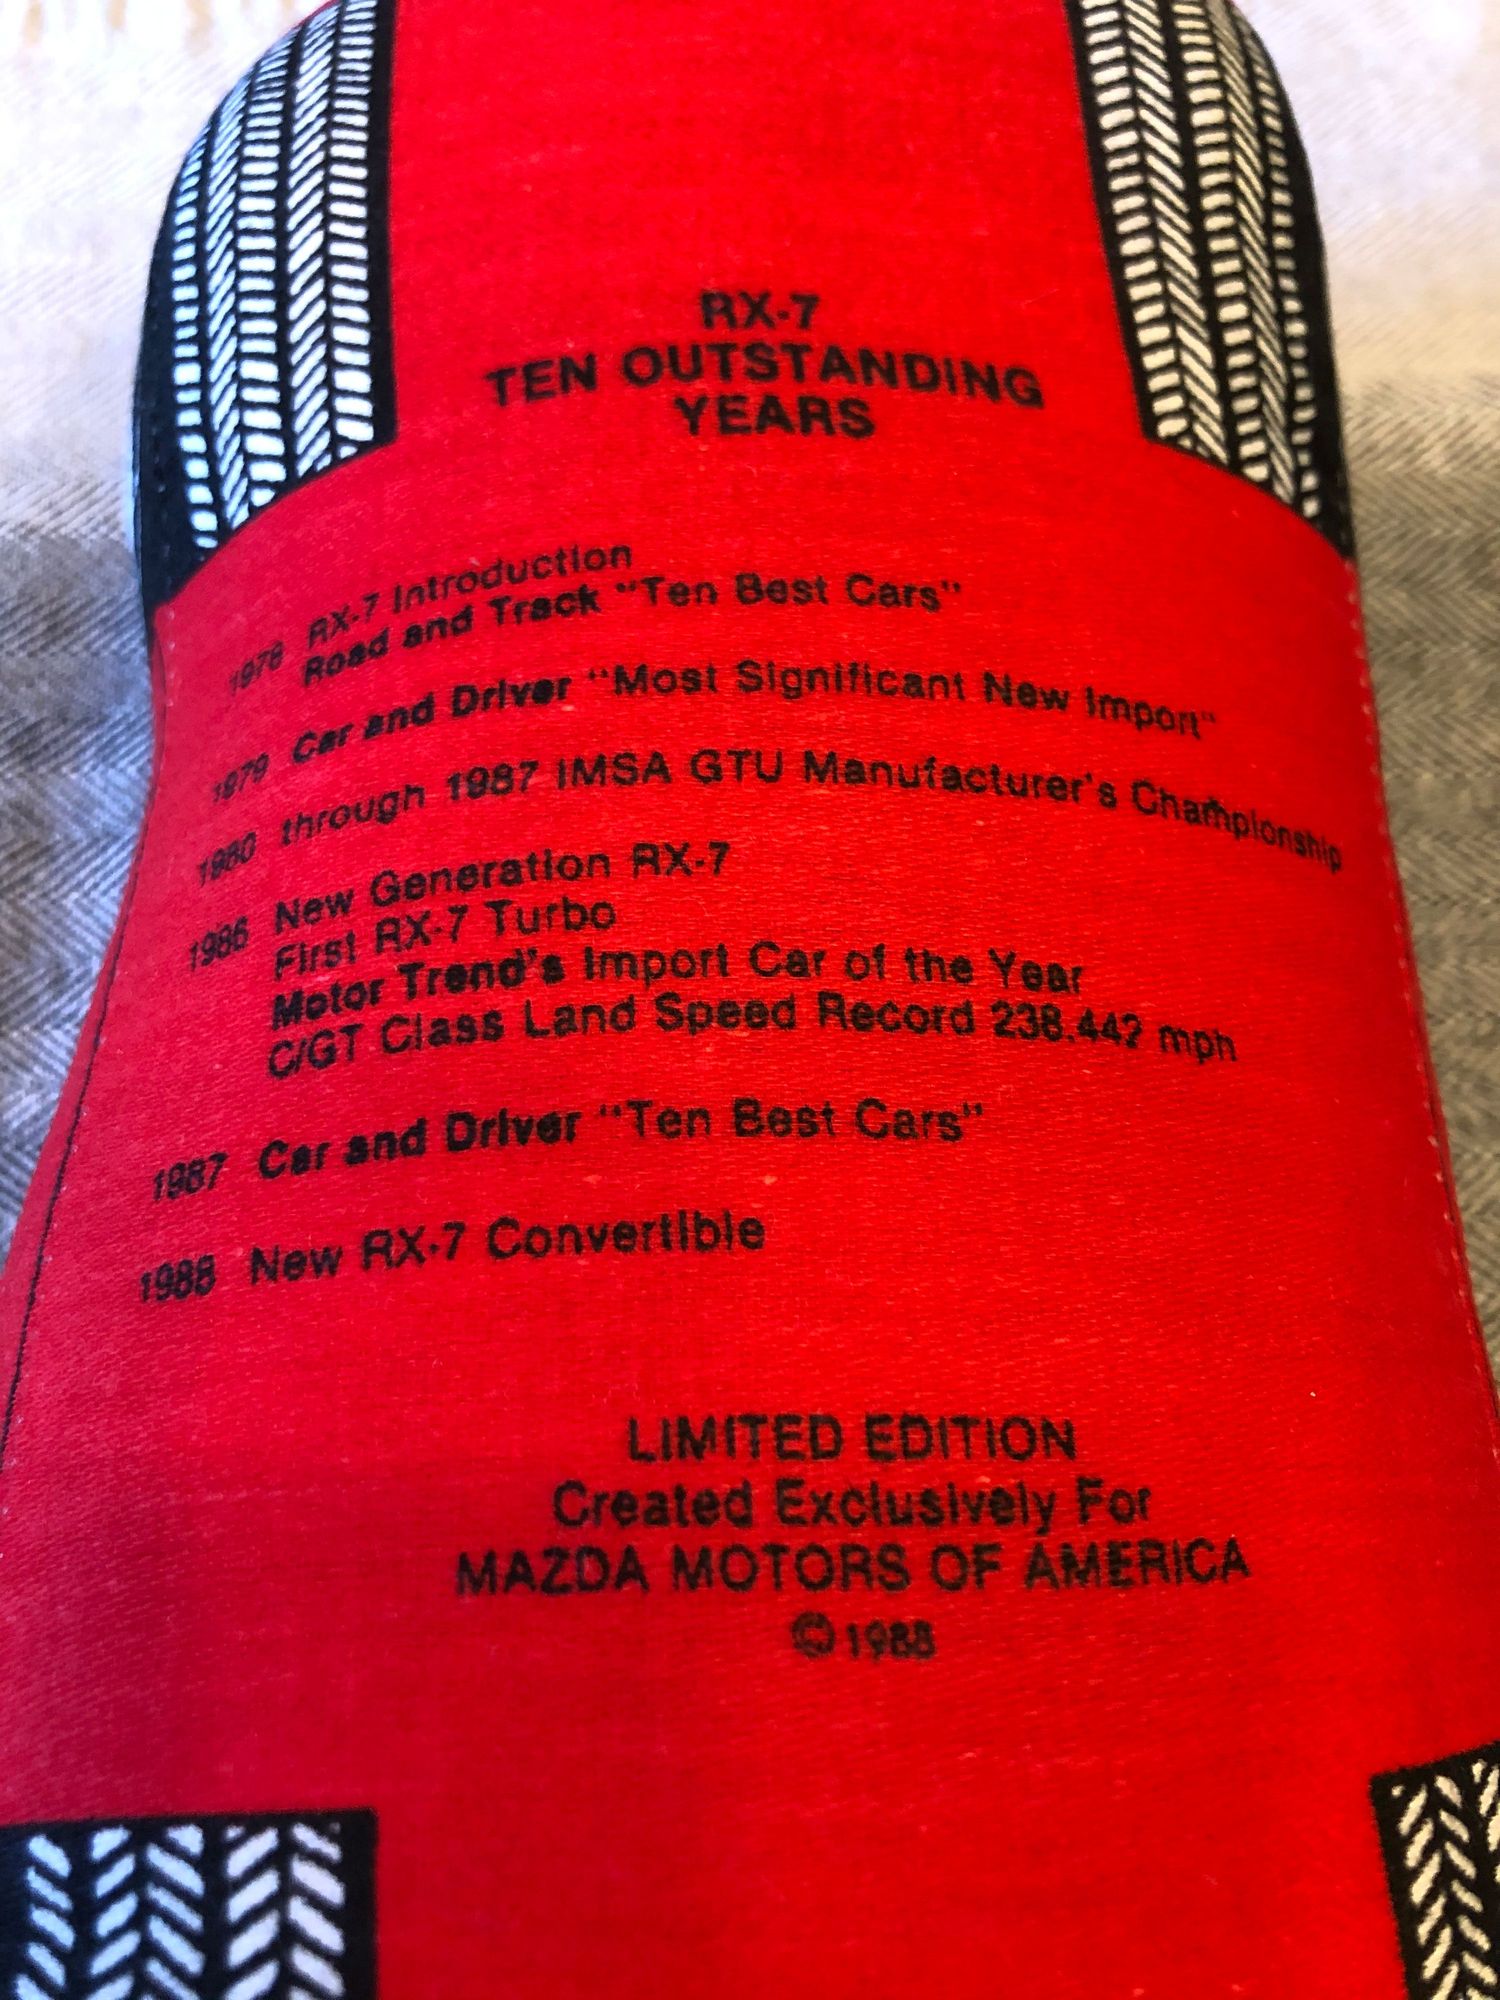 RX-7
TEN OUTSTANDING
YEARS
1978 RX-7 Introduction
Road and Track "Ten Best Cars"
1979 Car and Driver "Most Significant New Import"
1980 through 1987 IMSA GTU Manufacturer's Championship
1986 New Generation RX-7
First RX-7 Turbo
Motor Trend's Import Car of the Year
C/GT Class Land Speed Record 238.442 mph
1987 Car and Driver "Ten Best Cars"
1988 New RX-7 Convertible
LIMITED EDITION
Created Exclusively For
MAZDA MOTORS OF AMERICA
©1988